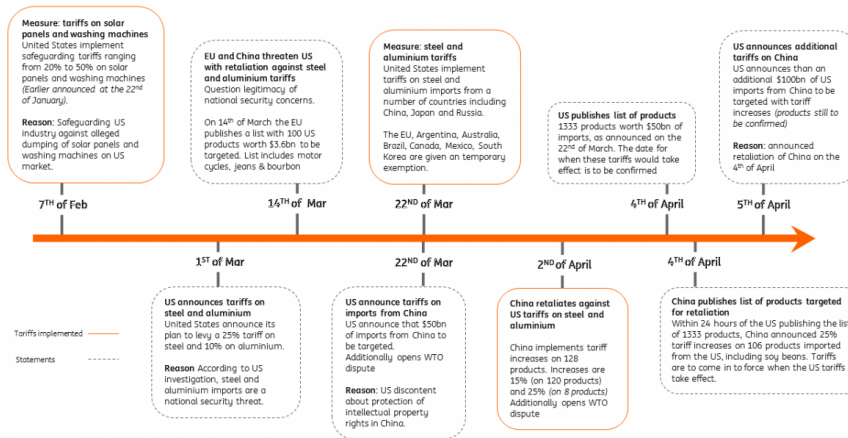 Measure: tariffs on solar
panels and washing machines
United States implement
safeguarding tariffs ranging
from 20% to 50% on solar
panels and washing machines
(Earlier announced at the 22nd
of January).
Reason: Safeguarding US
industry against alleged
dumping of solar panels and
washing machines on US
market.
EU and China threaten US
with retaliation against steel
and aluminium tariffs
Question legitimacy of
national security concerns.
On 14th of March the EU
publishes a list with 100 US
products worth $3.6bn to be
targeted. List includes motor
cycles, jeans & bourbon
Measure: steel and
aluminium tariffs
United States implement
tariffs on steel and
aluminium imports from a
number of countries including
China, Japan and Russia.
The EU, Argentina, Australia,
Brazil, Canada, Mexico, South
Korea are given an temporary
exemption.
US publishes list of products
1333 products worth $50bn of
imports, as announced on the
22nd of March. The date for
when these tariffs would take
effect is to be confirmed
US announces additional
tariffs on China
US announces than an
additional $100bn of US
imports from China to be
targeted with tariff
increases (products still to
be confirmed)
Reason: announced
retaliation of China on the
4th of April
7TH of Feb
14TH of Mar
22ND of Mar
4TH of April
5TH of April
1ST of Mar
22ND of Mar
2ND of April
4TH of April
US announces tariffs on
steel and aluminium
United States announce its
plan to levy a 25% tariff on
steel and 10% on aluminium.
Reason According to US
investigation, steel and
aluminium imports are a
national security threat.
US announce tariffs on
imports from China
US announce that $50bn
of imports from China to
be targeted.
Additionally opens WTO
dispute
Reason: US discontent
about protection of
intellectual property
rights in China.
China retaliates against
US tariffs on steel and
aluminium
China implements tariff
increases on 128
products. Increases are
15% (on 120 products)
and 25% (on 8 products)
Additionally opens WTO
dispute
China publishes list of products targeted
for retaliation
Within 24 hours of the US publishing the list
of 1333 products, China announced 25%
tariff increases on 106 products imported
from the US, including soy beans. Tariffs
are to come in to force when the US tariffs
take effect.
Tariffs implemented
Statements